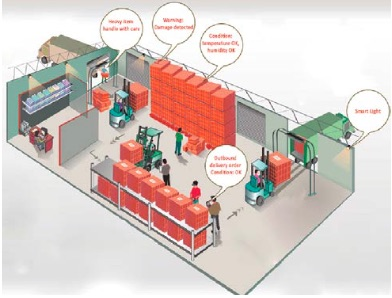 Heavy item
handle with care
Warning:
Damage detected
Condition:
temperature OK,
humidity OK
Smart Light
Outbound
delivery order
Condition: OK